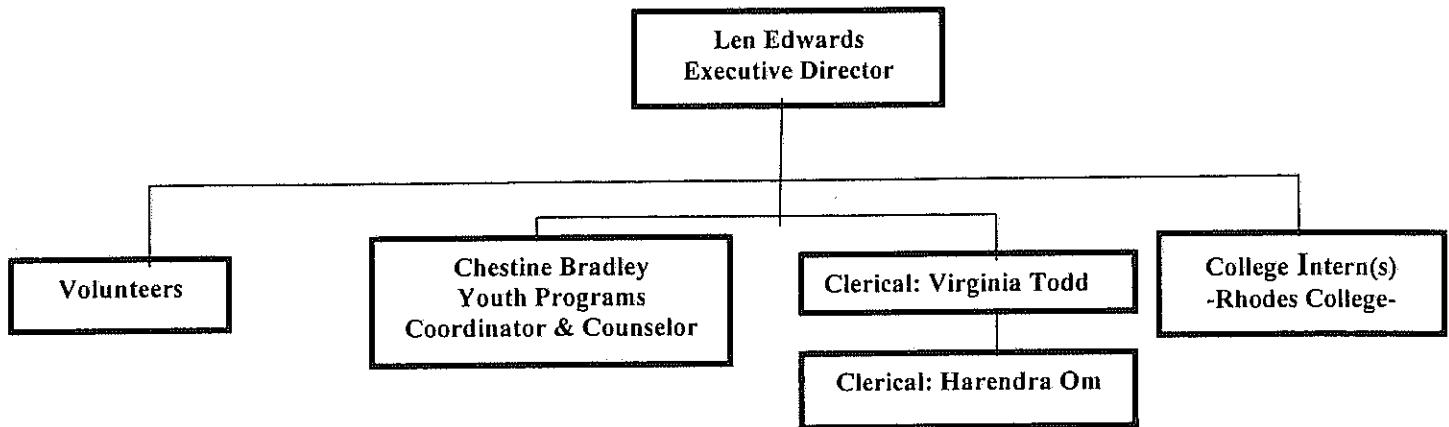 Len Edwards
Executive Director
Volunteers
Chestine Bradley
Youth Programs
Coordinator & Counselor
Clerical: Virginia Todd
Clerical: Harendra Om
College Intern(s)
-Rhodes College-